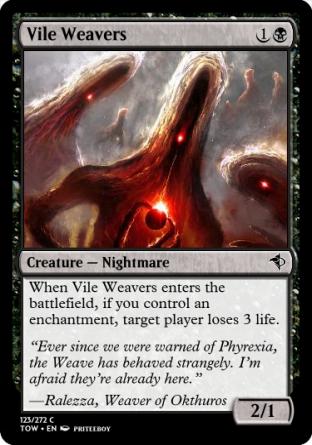 Vile Weavers 1
Creature — Nightmare
When Vile Weavers enters the
battlefield, if you control an
enchantment, target player loses 3 life.
“Ever since we were warned of Phyrexia,
the Weave has behaved strangely. I’m
afraid they’re already here.”
—Ralezza, Weaver of Okthuros
2/1
123/272 C
TOW • EN PRITEEBOY